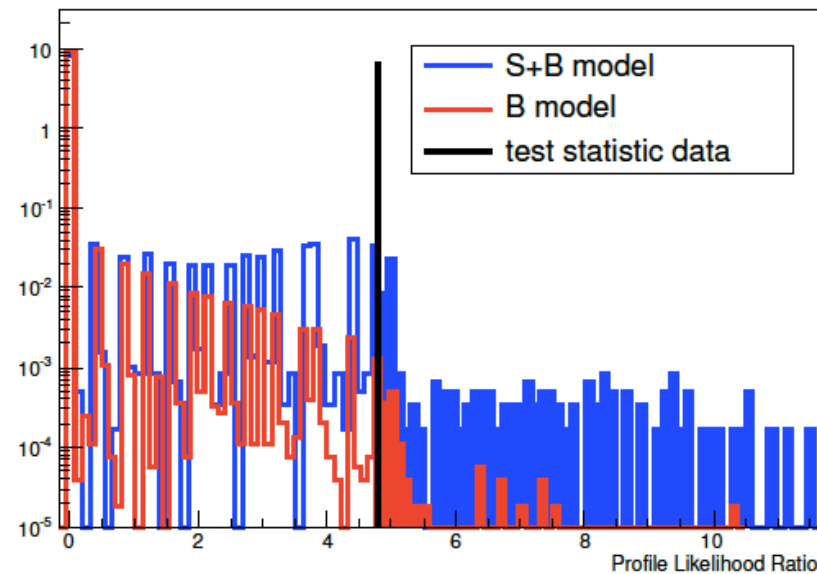 S+B model
B model
test statistic data
10
1
10-1
10-2
10-3
10-4
10-5
0 2 4 6 8 10
Profile Likelihood Ratio